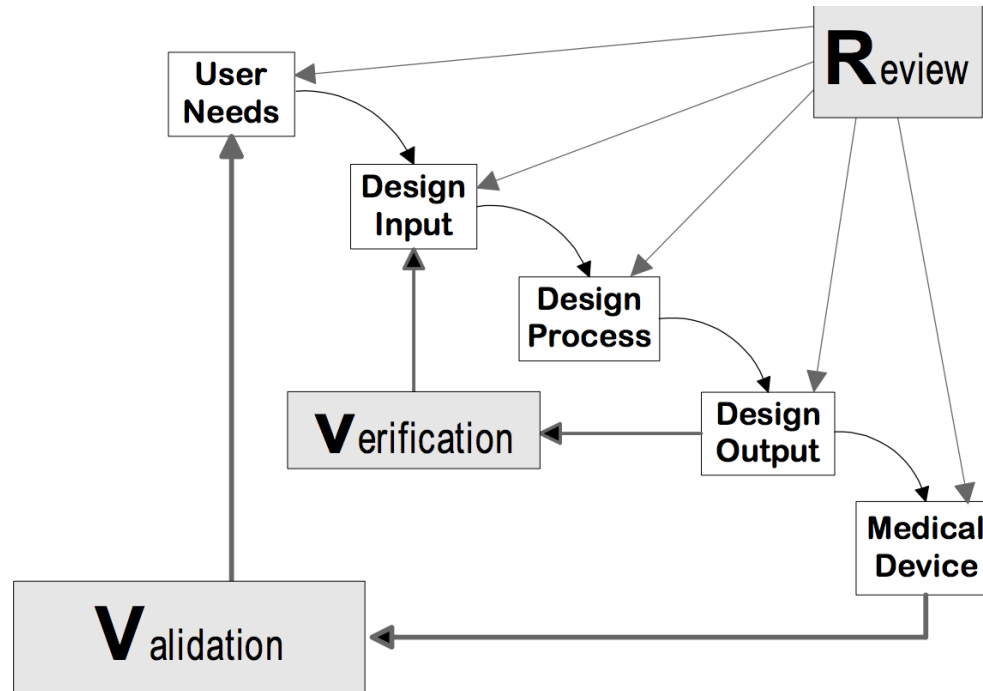 Review
User
Needs
Design
Input
Design
Process
Verification
Design
Output
Medical
Device
Validation